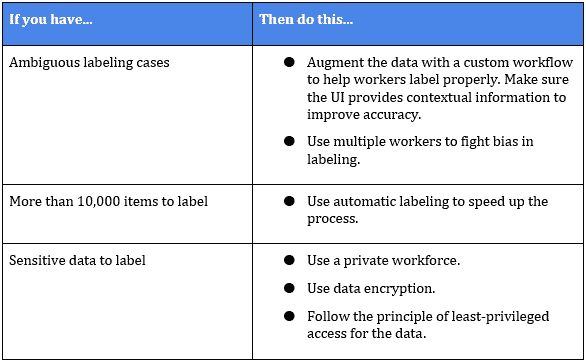 If you have...
Then do this...
Ambiguous labeling cases
● Augment the data with a custom workflow
to help workers label properly. Make sure
the UI provides contextual information to
improve accuracy.
● Use multiple workers to fight bias in
labeling.
More than 10,000 items to label
● Use automatic labeling to speed up the
process.
Sensitive data to label
● Use a private workforce.
● Use data encryption.
● Follow the principle of least-privileged
access for the data.